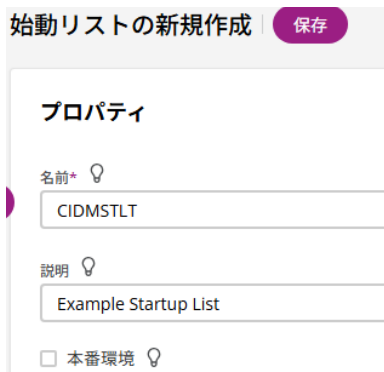 始動リストの新規作成 保存
プロパティ
名前*
CIDMSTLT
説明
Example Startup List
本番環境